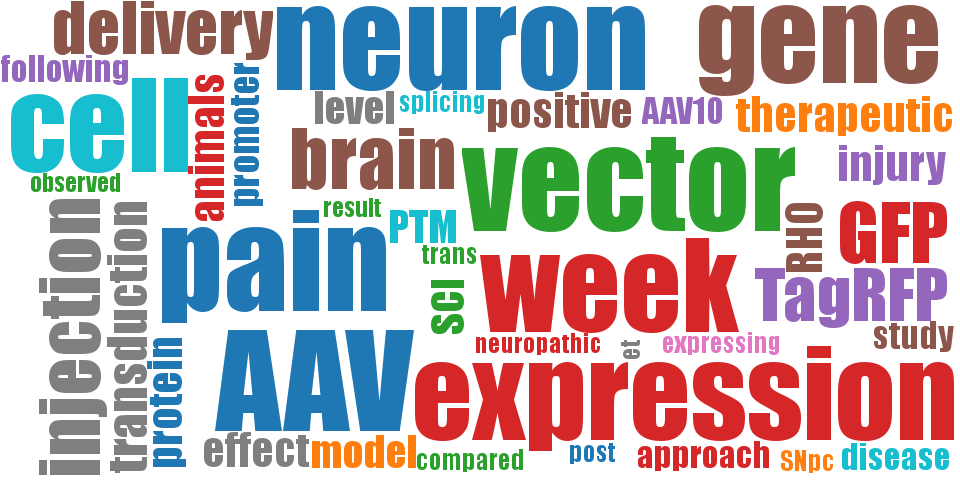 delivery
neuron
gene
following
cell
animals
promoter
level
splicing
positive
AAV10
therapeutic
brain
vector
injury
observed
injection
transduction
result
pain
PTM
trans
RHO
GFP
week
TagRFP
SCI
study
neuropathic
et
expressing
protein
AAV
expression
effect
model
compared
post
approach
SNpc
disease